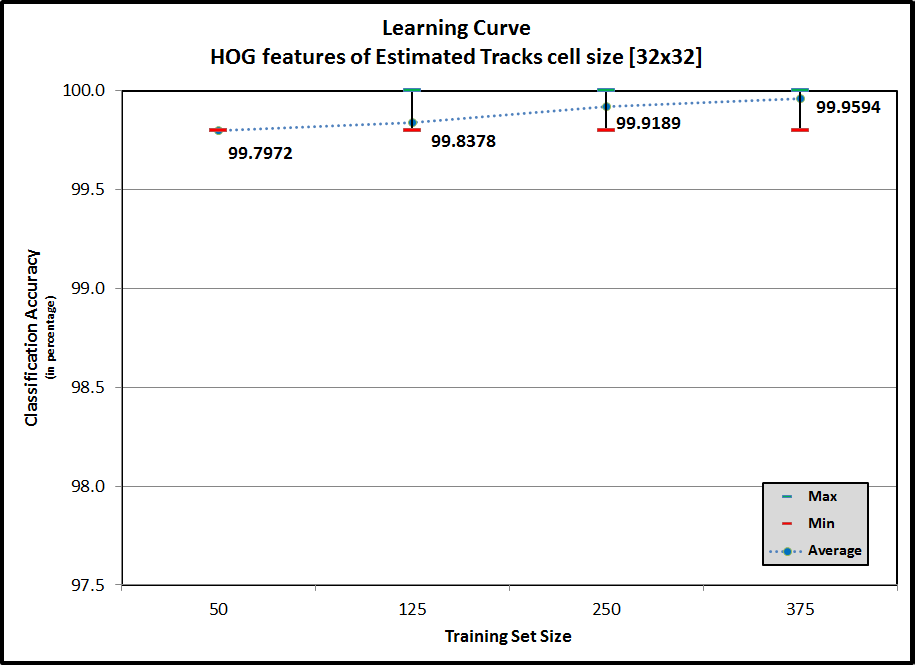 Learning Curve
HOG features of Estimated Tracks cell size [32x32]
Classification Accuracy
(in percentage)
100.0
99.5
99.0
98.5
98.0
97.5
99.7972
99.8378
99.9189
99.9594
Max
Min
Average
50 125 250 375
Training Set Size